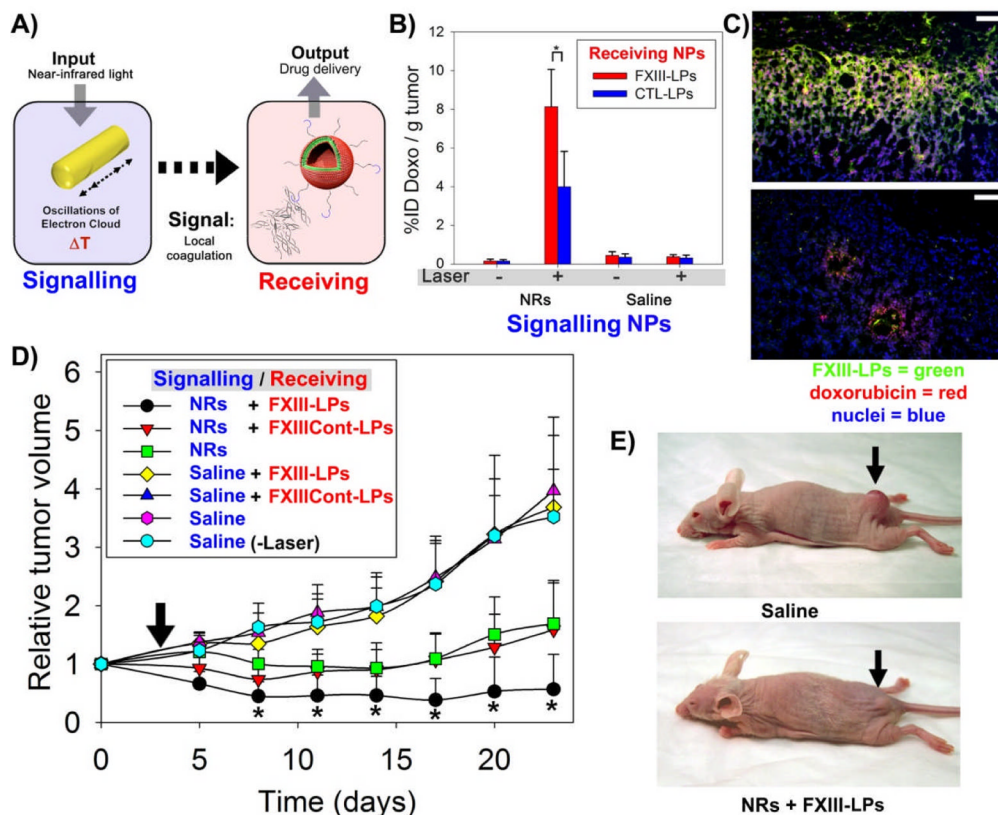 A)
Input
Near-infrared light
Oscillations of
Electron Cloud
ΔT
Signalling
Signal:
Local
coagulation
Output
Drug delivery
Receiving
B)
%ID Doxo / g tumor
12
10
8
6
4
2
0
*
Receiving NPs
FXIII-LPs
CTL-LPs
Laser - + - +
NRs Saline
Signalling NPs
C)
FXIII-LPs = green
doxorubicin = red
nuclei = blue
D)
Relative tumor volume
6
5
4
3
2
1
0
Signalling / Receiving
NRs + FXIII-LPs
NRs + FXIIICont-LPs
NRs
Saline + FXIII-LPs
Saline + FXIIICont-LPs
Saline
Saline (-Laser)
* * * * * *
0 5 10 15 20
Time (days)
E)
Saline
NRs + FXIII-LPs